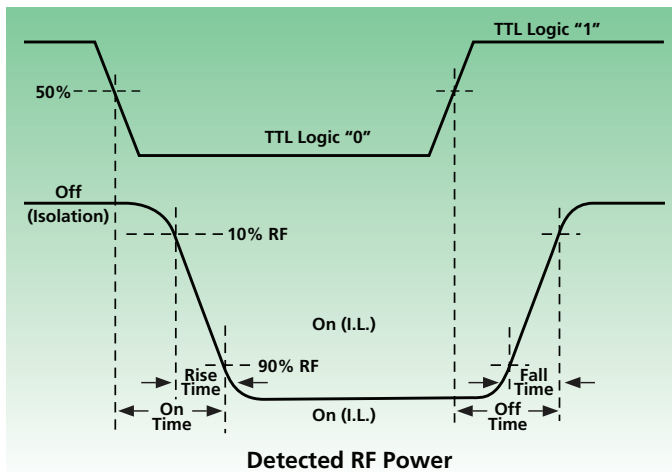 TTL Logic “1”
50%
TTL Logic “0”
Off
(Isolation)
10% RF
On (I.L.)
90% RF
Rise
Time
Fall
Time
On
Time
On (I.L.)
Off
Time
Detected RF Power